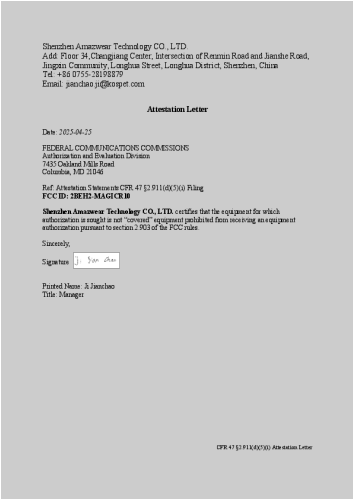 Shenzhen Amazwear Technology CO., LTD.
Add: Floor 34,Changjiang Center, Intersection of Renmin Road and Jianshe Road,
Jingxin Community, Longhua Street, Longhua District, Shenzhen, China
Tel: +86 0755-28198879
Email: jianchao.ji@kospet.com
Attestation Letter
Date: 2025-04-25
FEDERAL COMMUNICATIONS COMMISSIONS
Authorization and Evaluation Division
7435 Oakland Mills Road
Columbia, MD 21046
Ref: Attestation Statements CFR 47 §2.911(d)(5)(i) Filing
FCC ID: 2BEH2-MAGICR10
Shenzhen Amazwear Technology CO., LTD. certifies that the equipment for which
authorization is sought is not "covered" equipment prohibited from receiving an equipment
authorization pursuant to section 2.903 of the FCC rules.
Sincerely,
Signature:
Printed Name: Ji Jianchao
Title: Manager
CFR 47 §2.911(d)(5)(i) Attestation Letter